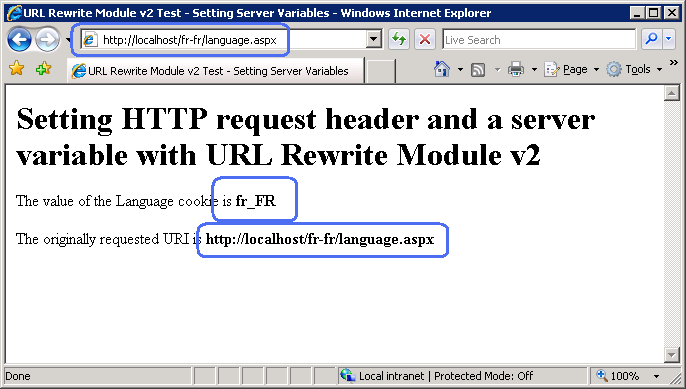 URL Rewrite Module v2 Test - Setting Server Variables - Windows Internet Explorer
http://localhost/fr-fr/language.aspx
Live Search
URL Rewrite Module v2 Test - Setting Server Variables
Page
Tools
Setting HTTP request header and a server
variable with URL Rewrite Module v2
The value of the Language cookie is fr_FR
The originally requested URI is http://localhost/fr-fr/language.aspx
Done
Local intranet | Protected Mode: Off
100%